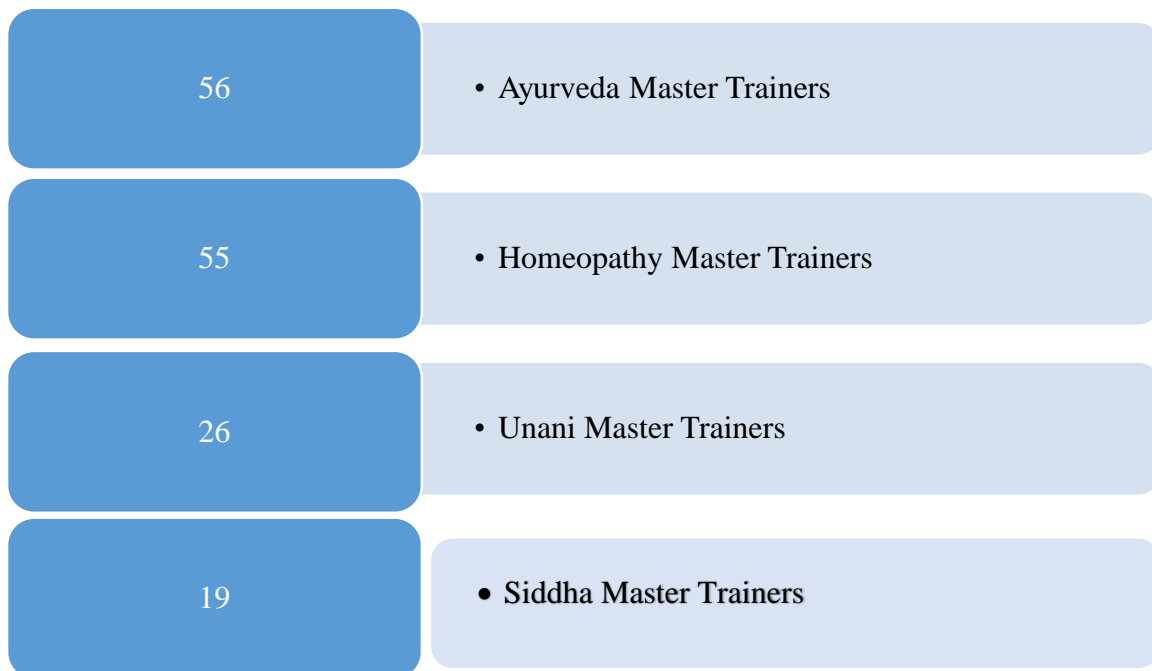 56
• Ayurveda Master Trainers
55
• Homeopathy Master Trainers
26
• Unani Master Trainers
19
• Siddha Master Trainers